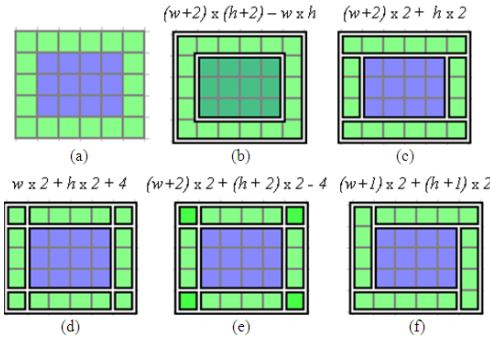 (w+2) x (h+2) – w x h
(w+2) x 2 + h x 2
(a)
(b)
(c)
w x 2 + h x 2 + 4
(w+2) x 2 + (h + 2) x 2 - 4
(w+1) x 2 + (h+1) x 2
(d)
(e)
(f)